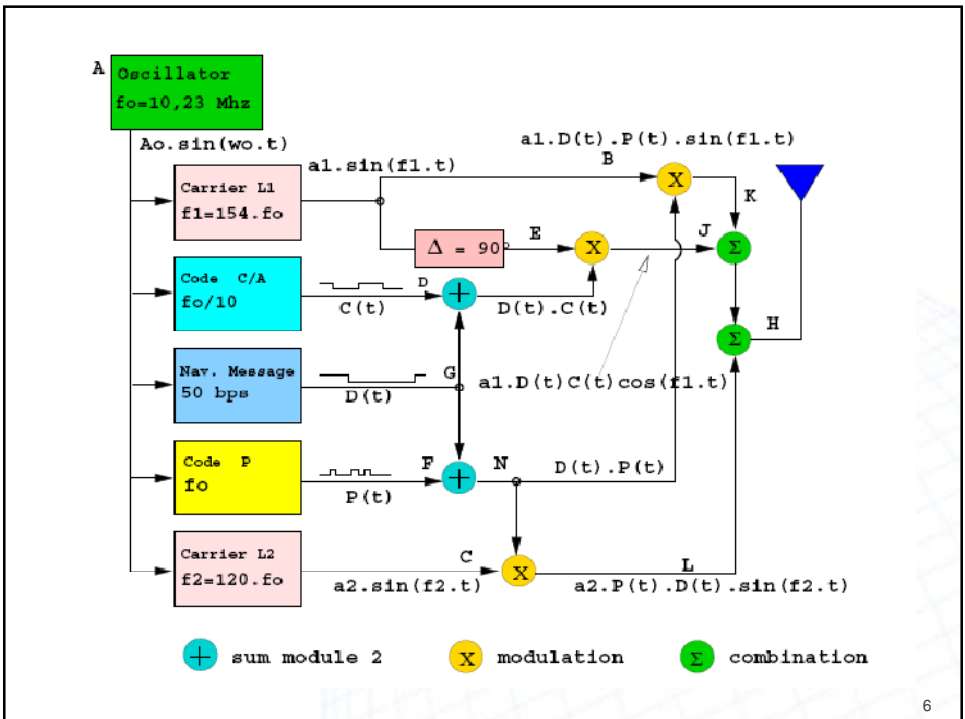 A
Oscillator
fo=10,23 Mhz
Ao.sin(wo.t)
a1.sin(f1.t)
a1.D(t).P(t).sin(f1.t)
B
X
K
Carrier L1
f1=154.fo
Δ = 90°
E
X
J
Σ
Code C/A
fo/10
C(t)
D
+
D(t).C(t)
Σ
H
Nav. Message
50 bps
D(t)
G
a1.D(t)C(t)cos(f1.t)
Code P
fo
P(t)
F
+
N
D(t).P(t)
Carrier L2
f2=120.fo
C
a2.sin(f2.t)
X
L
a2.P(t).D(t).sin(f2.t)
+ sum module 2
X modulation
Σ combination
6